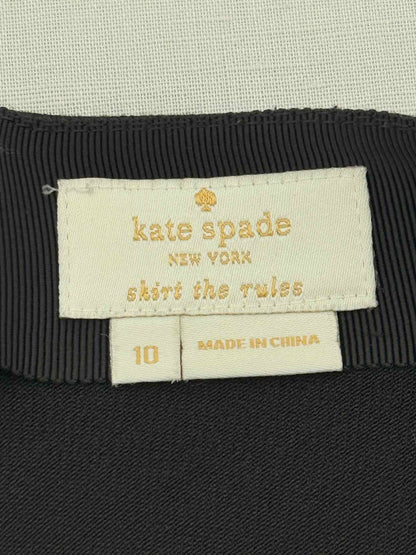 kate spade
NEW YORK
skirt the rules
10
MADE IN CHINA